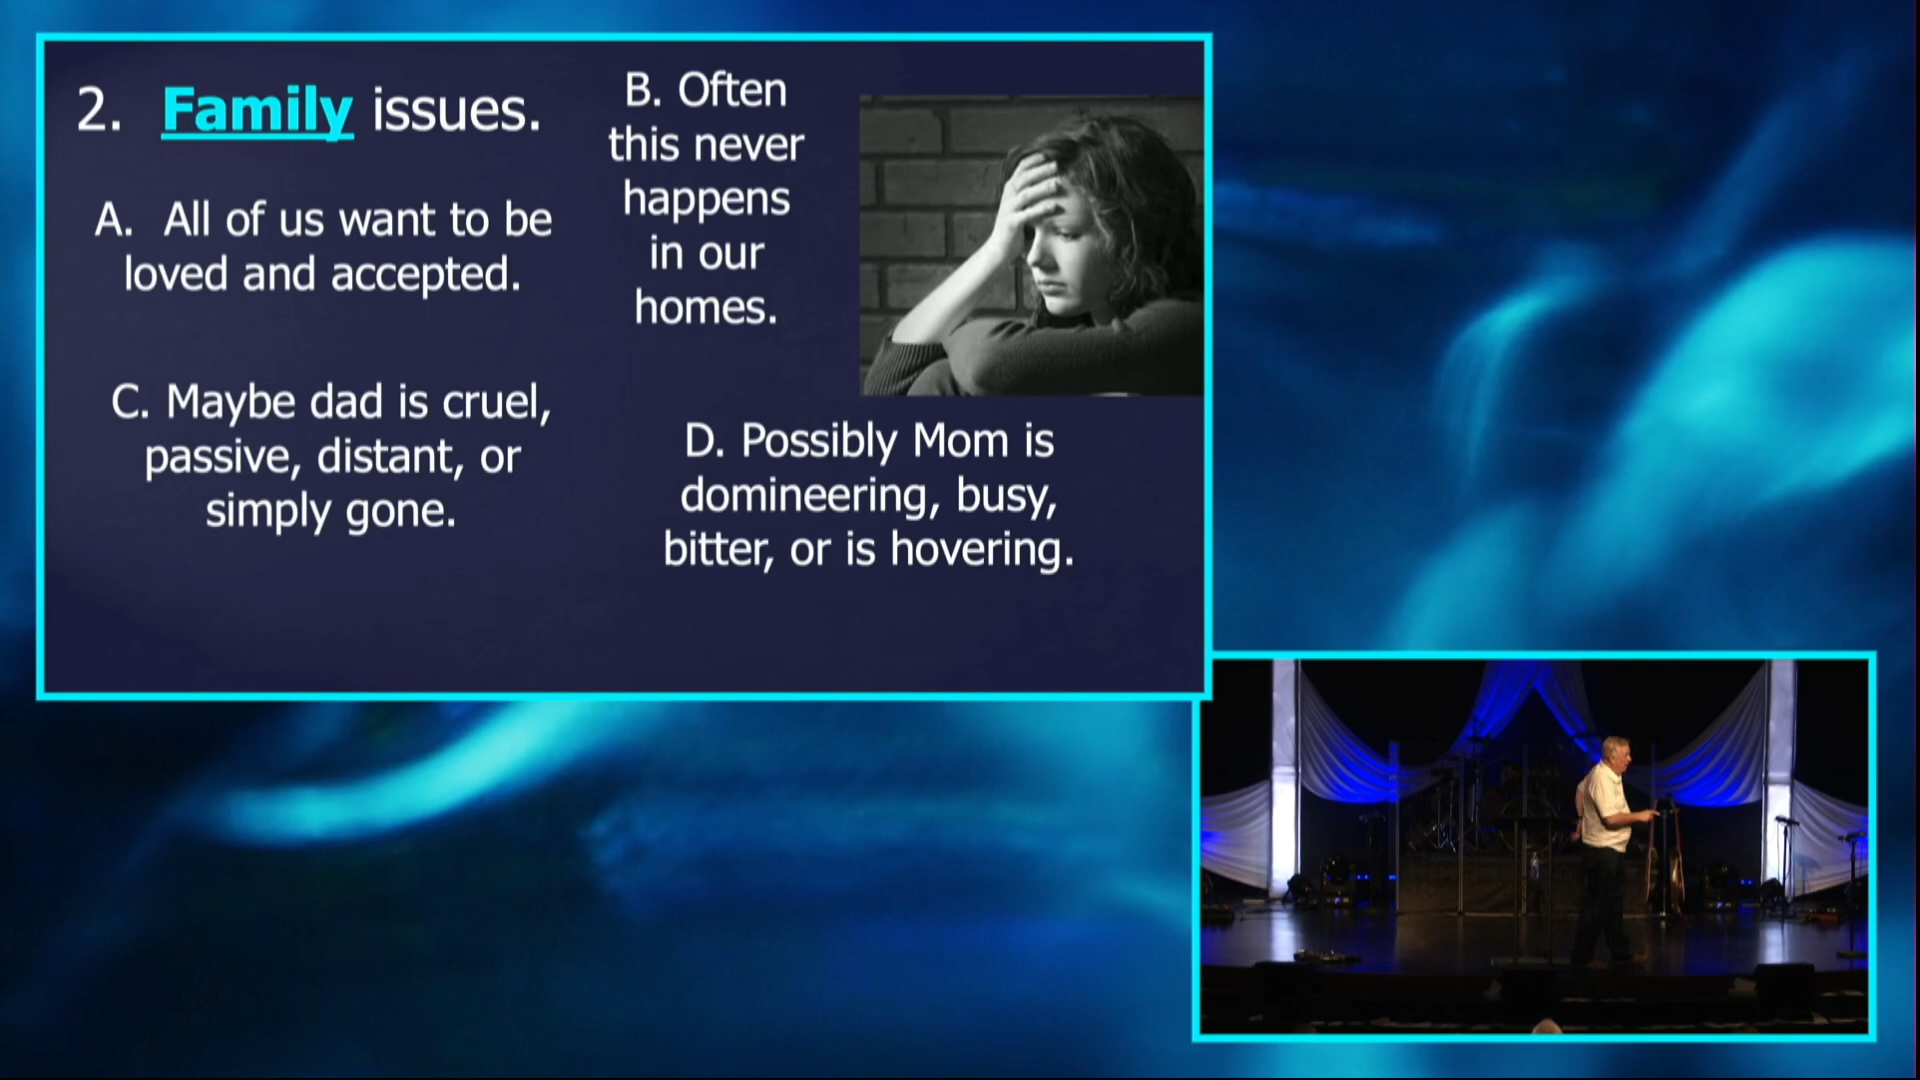 2. Family issues.
A. All of us want to be
loved and accepted.
B. Often
this never
happens
in our
homes.
C. Maybe dad is cruel,
passive, distant, or
simply gone.
D. Possibly Mom is
domineering, busy,
bitter, or is hovering.